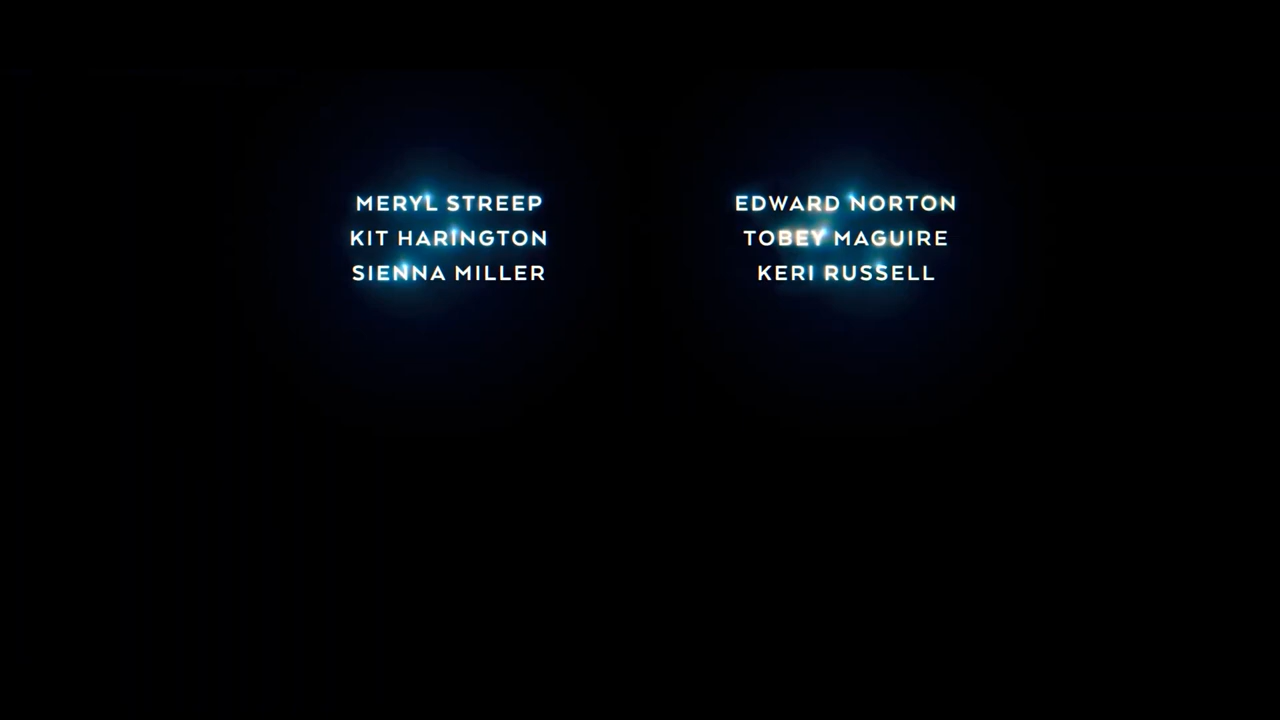 MERYL STREEP
KIT HARINGTON
SIENNA MILLER
EDWARD NORTON
TOBEY MAGUIRE
KERI RUSSELL